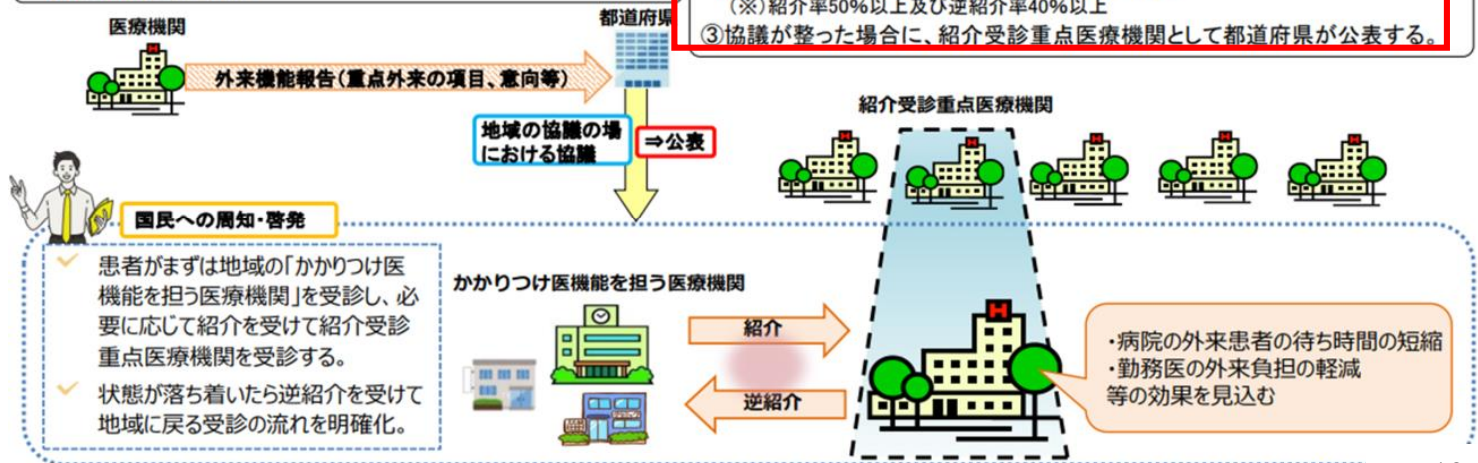 (※)紹介率50%以上及び逆紹介率40%以上
③協議が整った場合に、紹介受診重点医療機関として都道府県が公表する。
医療機関
都道府県
外来機能報告(重点外来の項目、意向等)
地域の協議の場
における協議
⇒公表
紹介受診重点医療機関
国民への周知・啓発
患者がまずは地域の「かかりつけ医
機能を担う医療機関」を受診し、必
要に応じて紹介を受けて紹介受診
重点医療機関を受診する。
状態が落ち着いたら逆紹介を受けて
地域に戻る受診の流れを明確化。
かかりつけ医機能を担う医療機関
紹介
逆紹介
・病院の外来患者の待ち時間の短縮
・勤務医の外来負担の軽減
等の効果を見込む
H
H
H
H
H
H
H